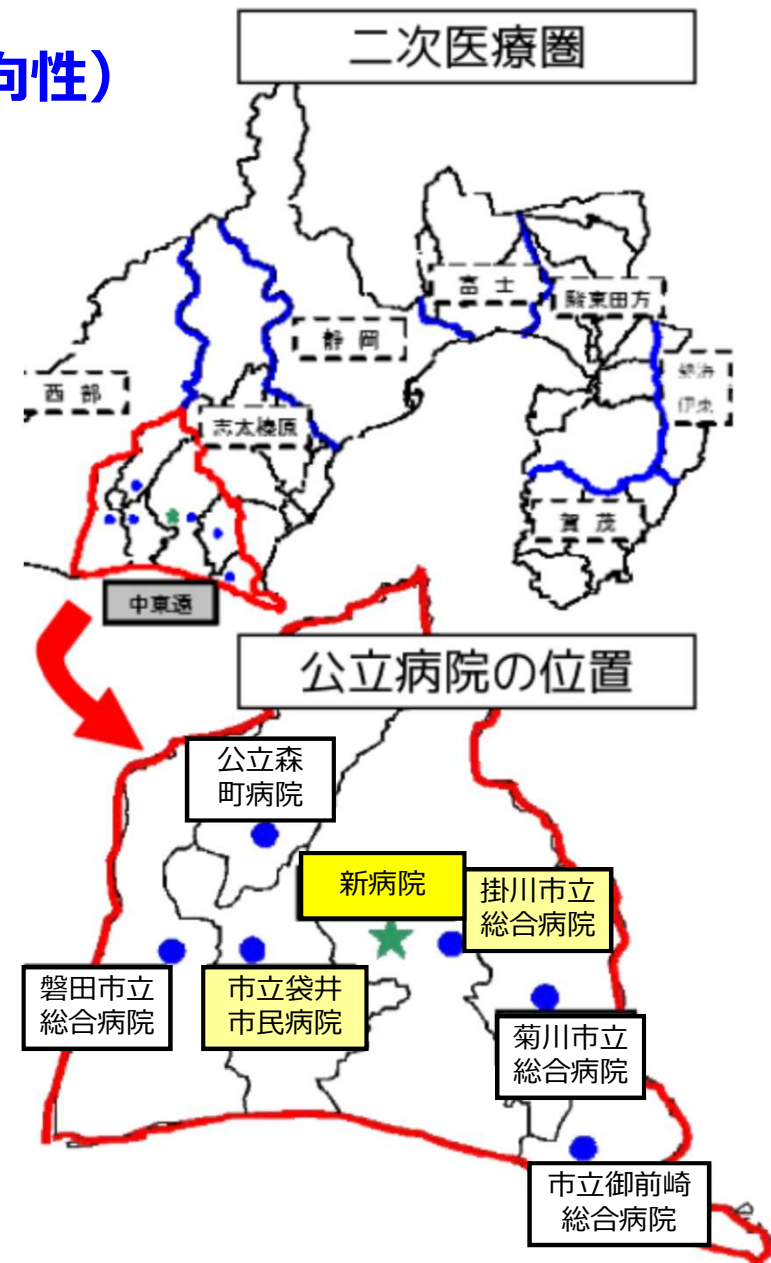 向性）
二次医療圏
富士
駿東田方
静岡
熱海
伊東
西部
志太榛原
賀茂
中東遠
公立病院の位置
公立森
町病院
新病院
掛川市立
総合病院
磐田市立
総合病院
市立袋井
市民病院
菊川市立
総合病院
市立御前崎
総合病院